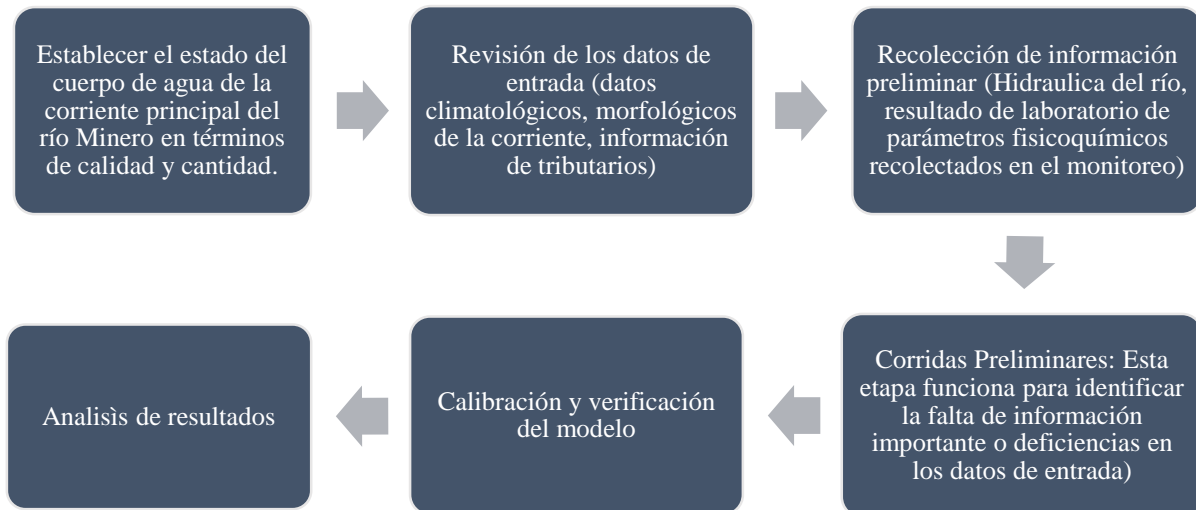 Establecer el estado del
cuerpo de agua de la
corriente principal del
río Minero en términos
de calidad y cantidad.
Revisión de los datos de
entrada (datos
climatológicos, morfológicos
de la corriente, información
de tributarios)
Recolección de información
preliminar (Hidraulica del río,
resultado de laboratorio de
parámetros fisicoquímicos
recolectados en el monitoreo)
Corridas Preliminares: Esta
etapa funciona para identificar
la falta de información
importante o deficiencias en
los datos de entrada)
Calibración y verificación
del modelo
Analisìs de resultados